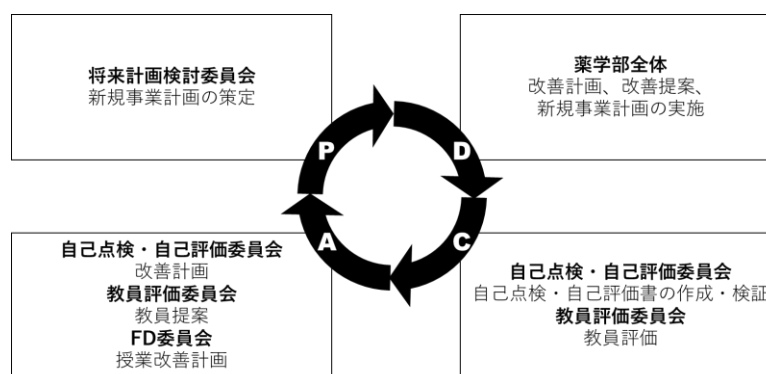 将来計画検討委員会
新規事業計画の策定
薬学部全体
改善計画、改善提案、
新規事業計画の実施
P
D
A
C
自己点検・自己評価委員会
改善計画
教員評価委員会
教員提案
FD委員会
授業改善計画
自己点検・自己評価委員会
自己点検・自己評価書の作成・検証
教員評価委員会
教員評価